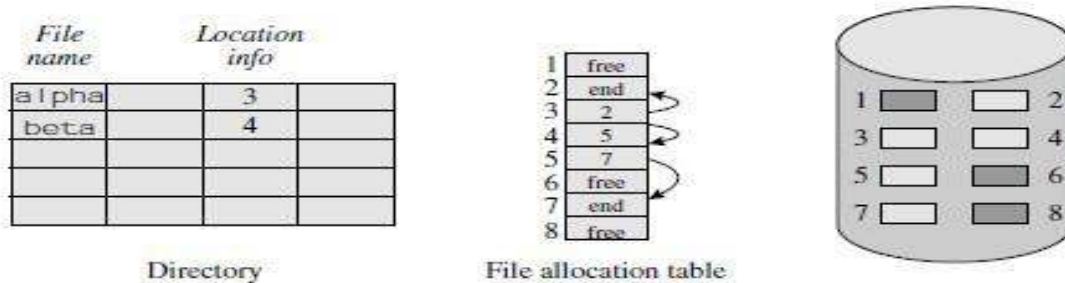 File name
Location info
alpha 3
beta 4
Directory
1 free
2 end
3 2
4 5
5 7
6 free
7 end
8 free
File allocation table
1 2
3 4
5 6
7 8